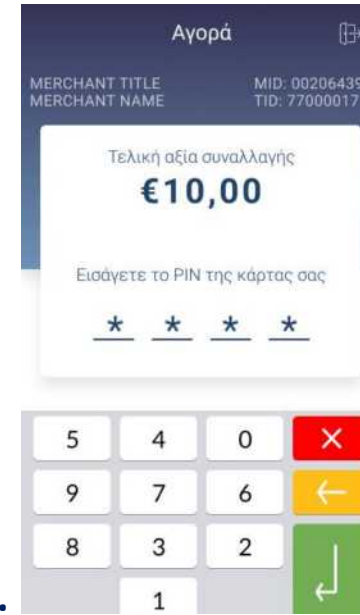 Αγορά
MERCHANT TITLE MID: 00206439
MERCHANT NAME TID: 77000017
Τελική αξία συναλλαγής
€10,00
Εισάγετε το PIN της κάρτας σας
* * * *
5 4 0
9 7 6
8 3 2
1